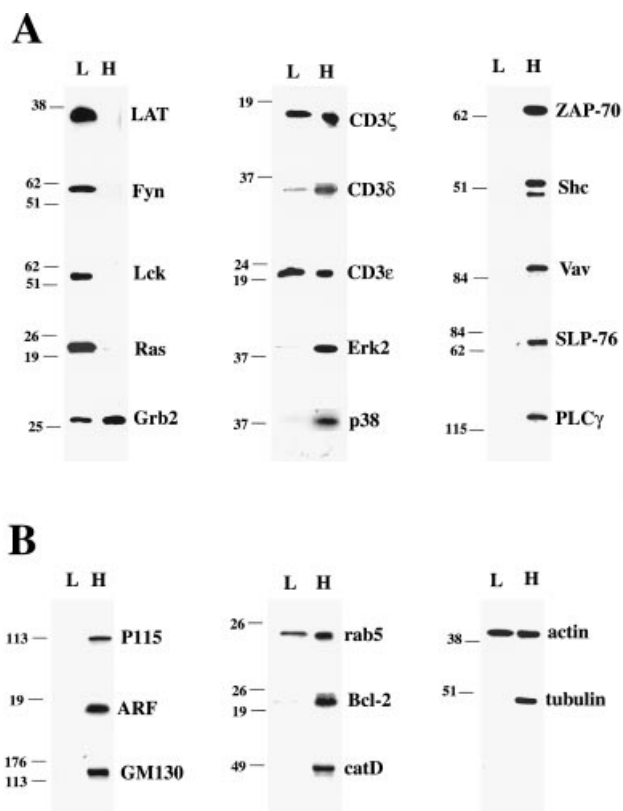 A
L H
38 LAT
62 Fyn
51
62 Lck
51
26 Ras
19
25 Grb2
L H
19 CD3ζ
37 CD3δ
24 CD3ε
19
37 Erk2
37 p38
L H
62 ZAP-70
51 Shc
84 Vav
84 SLP-76
62
115 PLCγ
B
L H
113 P115
19 ARF
176 GM130
113
L H
26 rab5
26 Bcl-2
19
49 catD
L H
38 actin
51 tubulin